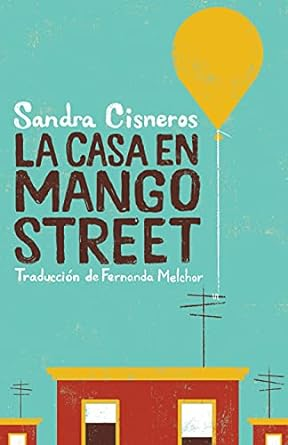 Sandra Cisneros
LA CASA EN
MANGO
STREET
Traducción de Fernanda Melchor